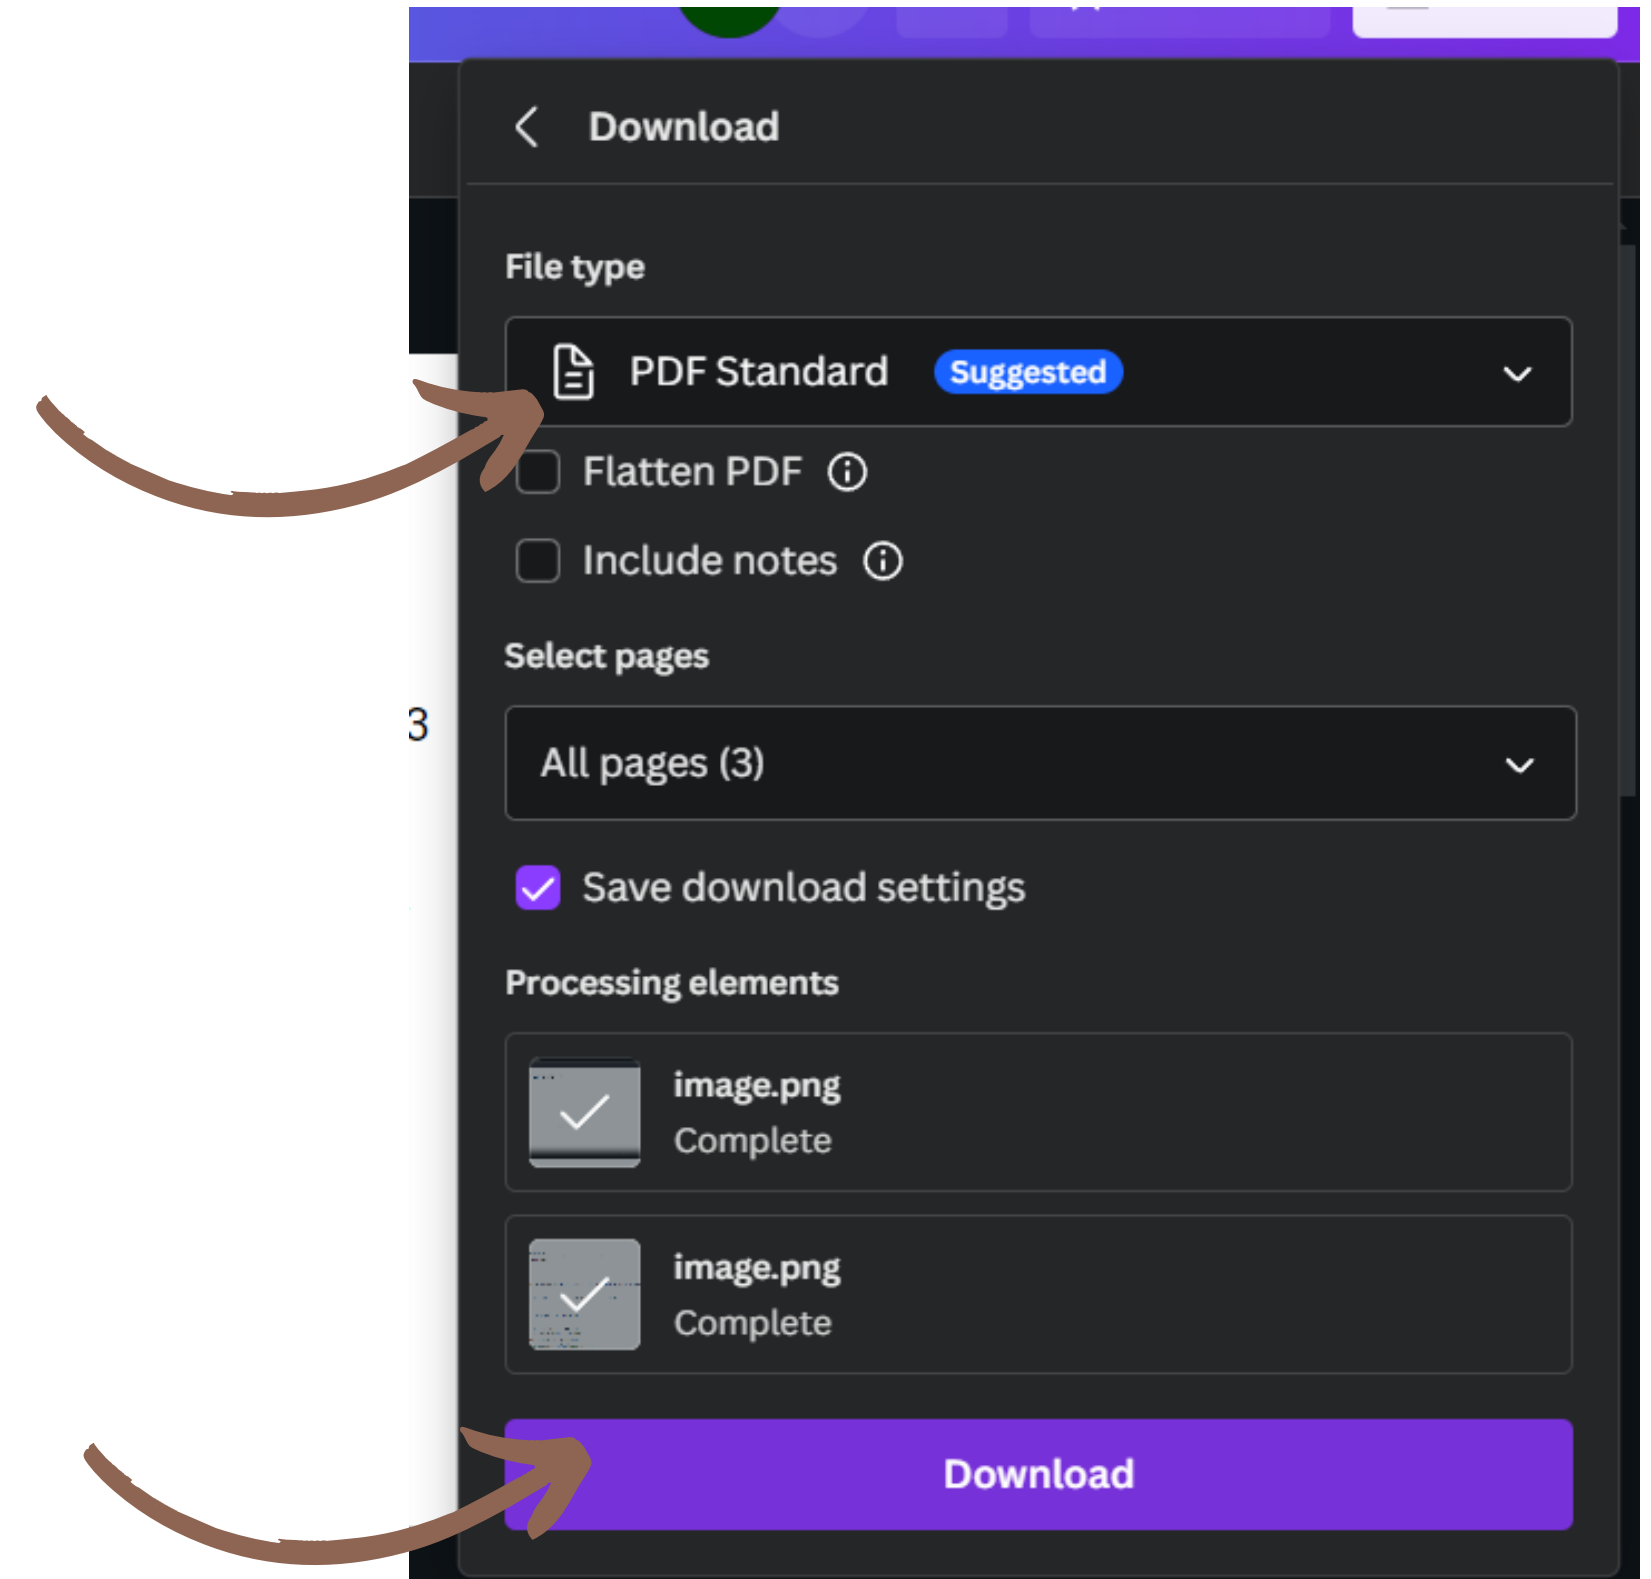 Download
File type
PDF Standard Suggested
Flatten PDF
Include notes
Select pages
3
All pages (3)
Save download settings
Processing elements
image.png
Complete
image.png
Complete
Download